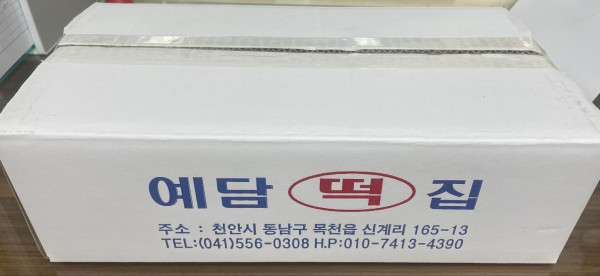 예담 떡 집
주소 : 천안시 동남구 목천읍 신계리 165-13
TEL:(041)556-0308 H.P:010-7413-4390